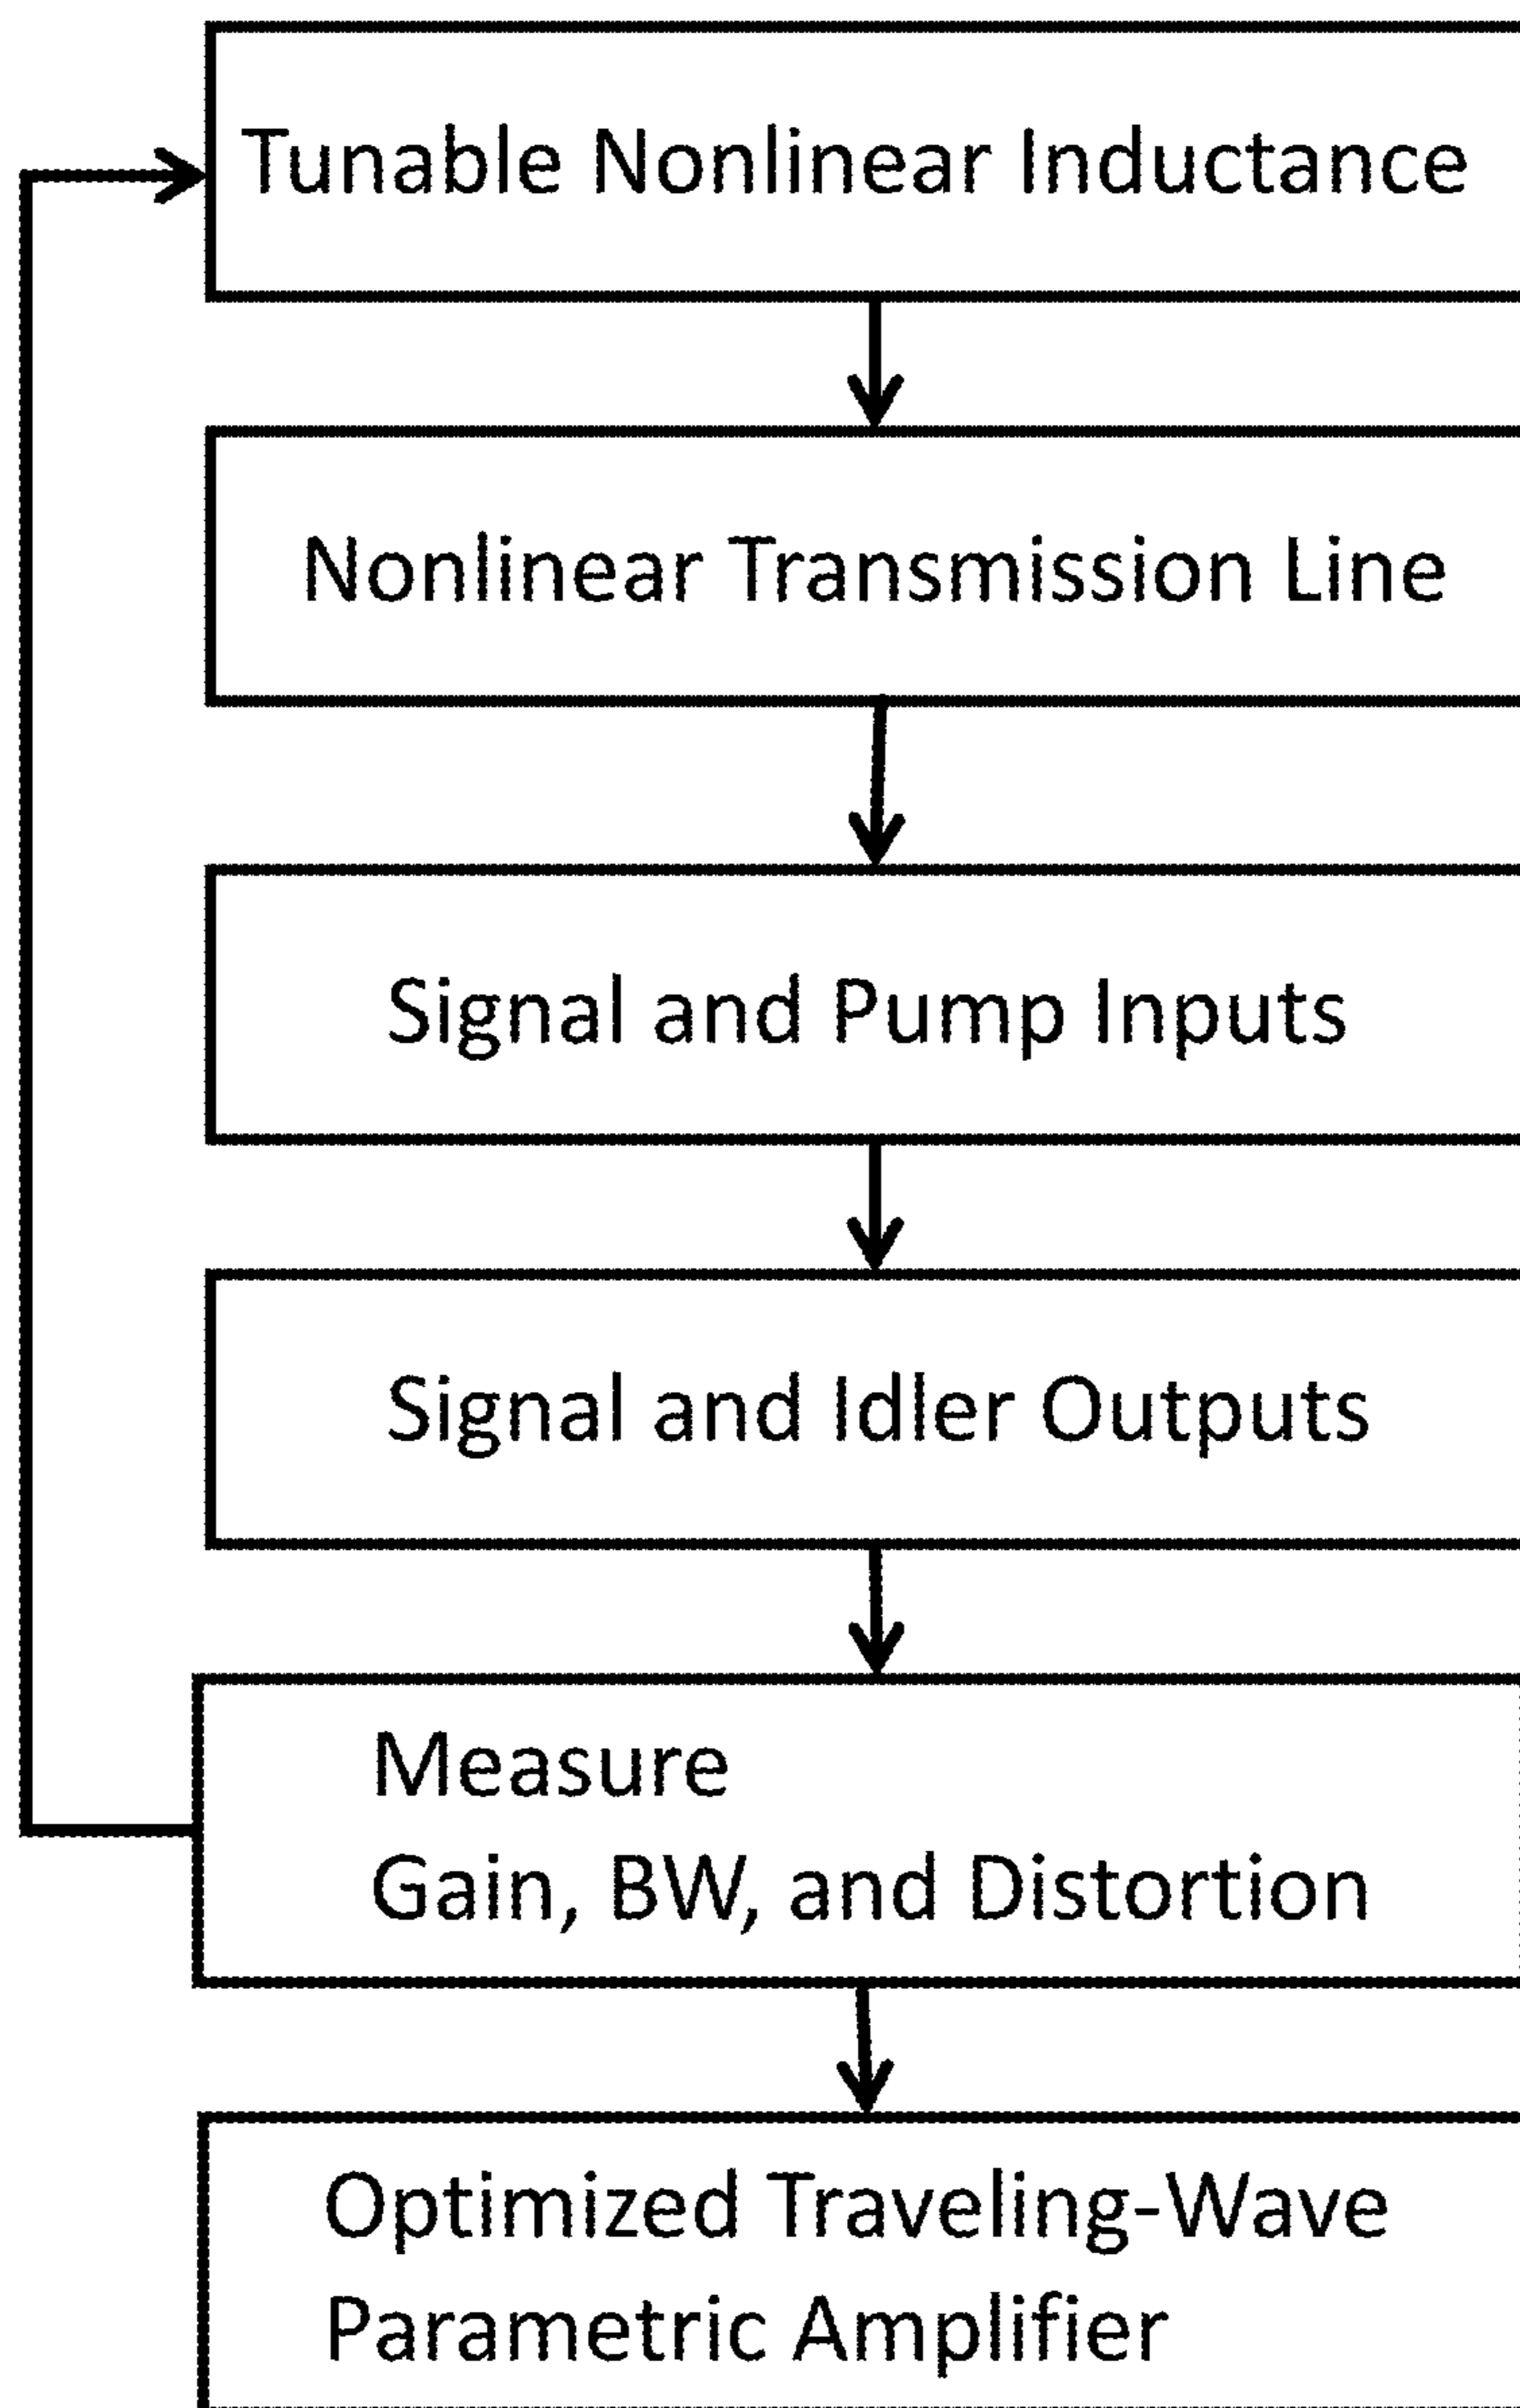 Tunable Nonlinear Inductance
Nonlinear Transmission Line
Signal and Pump Inputs
Signal and Idler Outputs
Measure
Gain, BW, and Distortion
Optimized Traveling-Wave
Parametric Amplifier